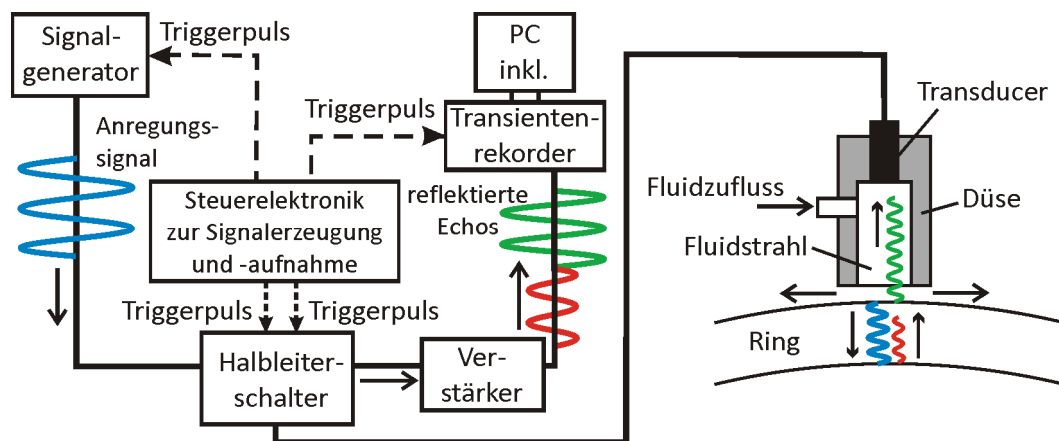 Signal-
generator
Triggerpuls
PC
inkl.
Triggerpuls
Transienten-
rekorder
Anregungs-
signal
Steuerelektronik
zur Signalerzeugung
und -aufnahme
reflektierte
Echos
Triggerpuls
Triggerpuls
Halbleiter-
schalter
Ver-
stärker
Transducer
Fluidzufluss
Düse
Fluidstrahl
Ring